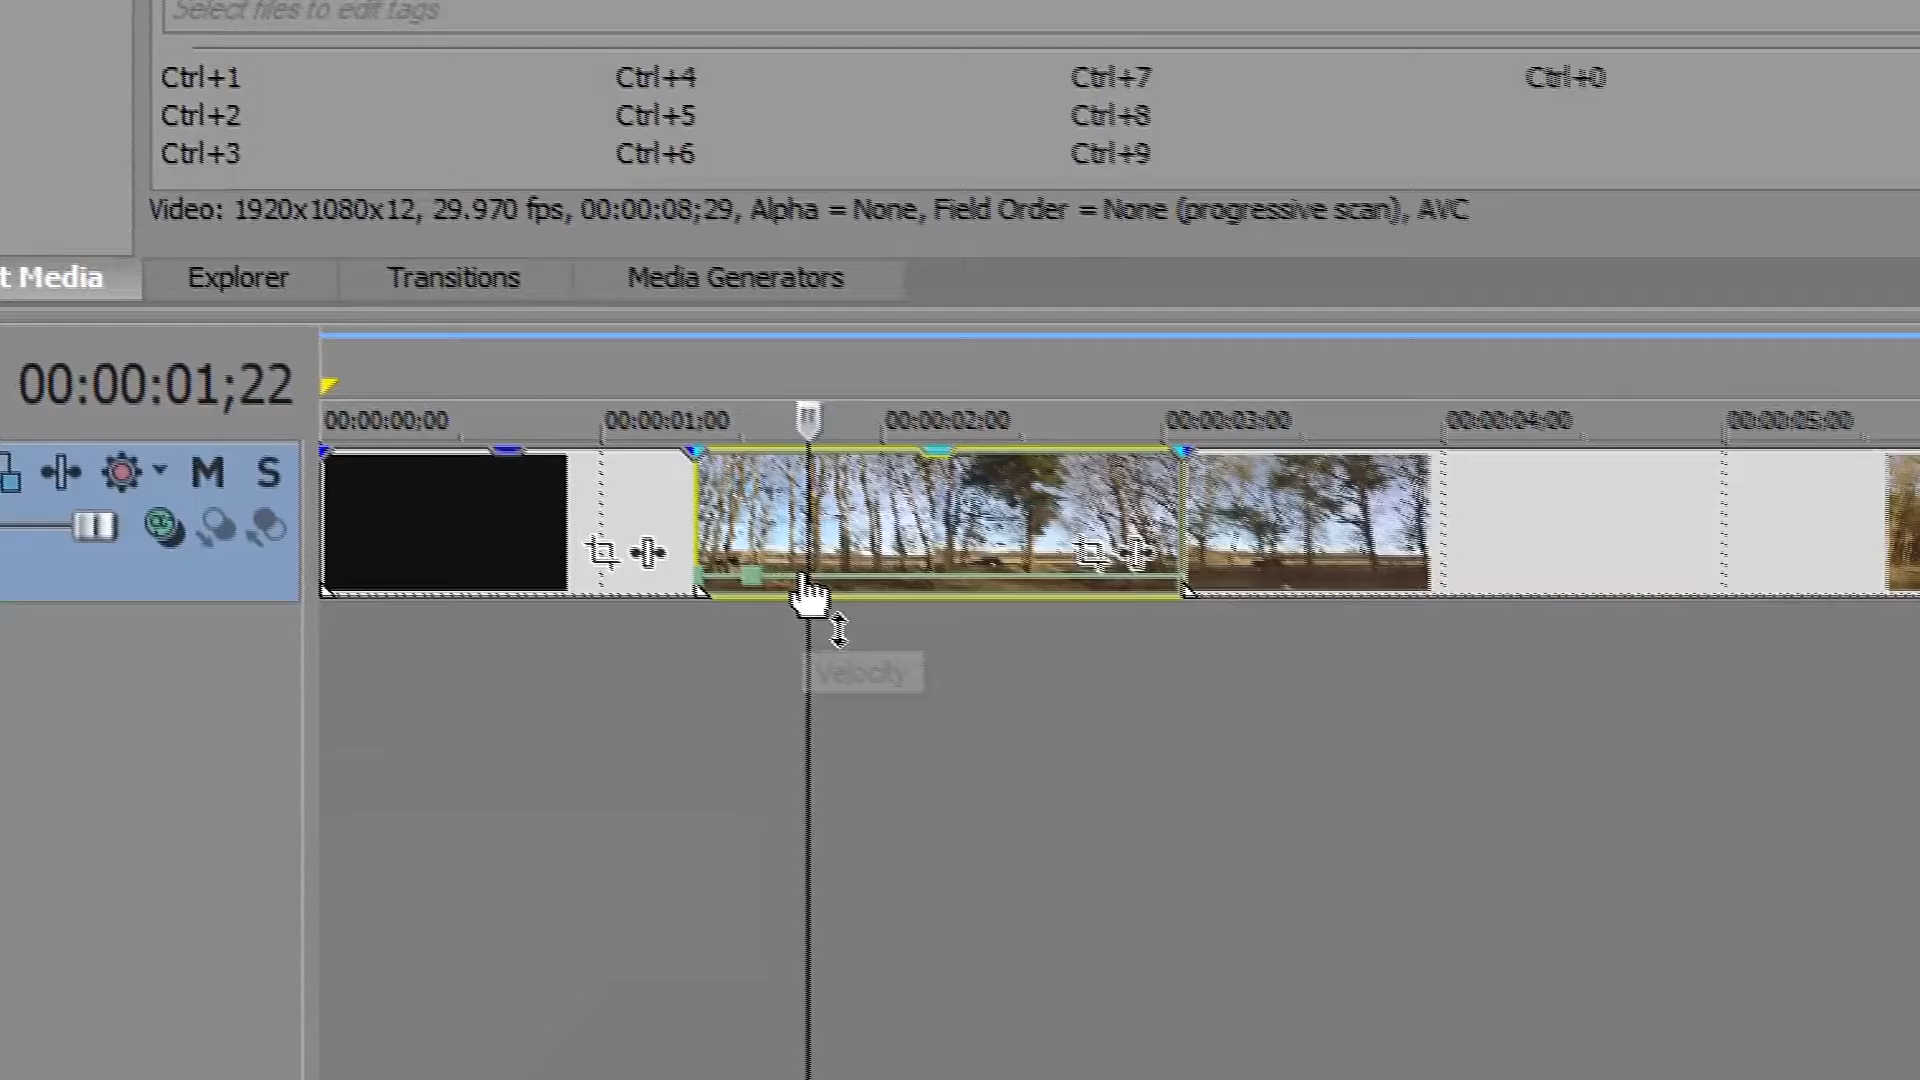 Select files to edit tags
Ctrl+1 Ctrl+4 Ctrl+7 Ctrl+0
Ctrl+2 Ctrl+5 Ctrl+8
Ctrl+3 Ctrl+6 Ctrl+9
Video: 1920x1080x12, 29.970 fps, 00:00:08;29, Alpha = None, Field Order = None (progressive scan), AVC
t Media Explorer Transitions Media Generators
00:00:01;22
00:00:00;00 00:00:01;00 00:00:02;00 00:00:03;00 00:00:04;00 00:00:05;00
M S
Velocity